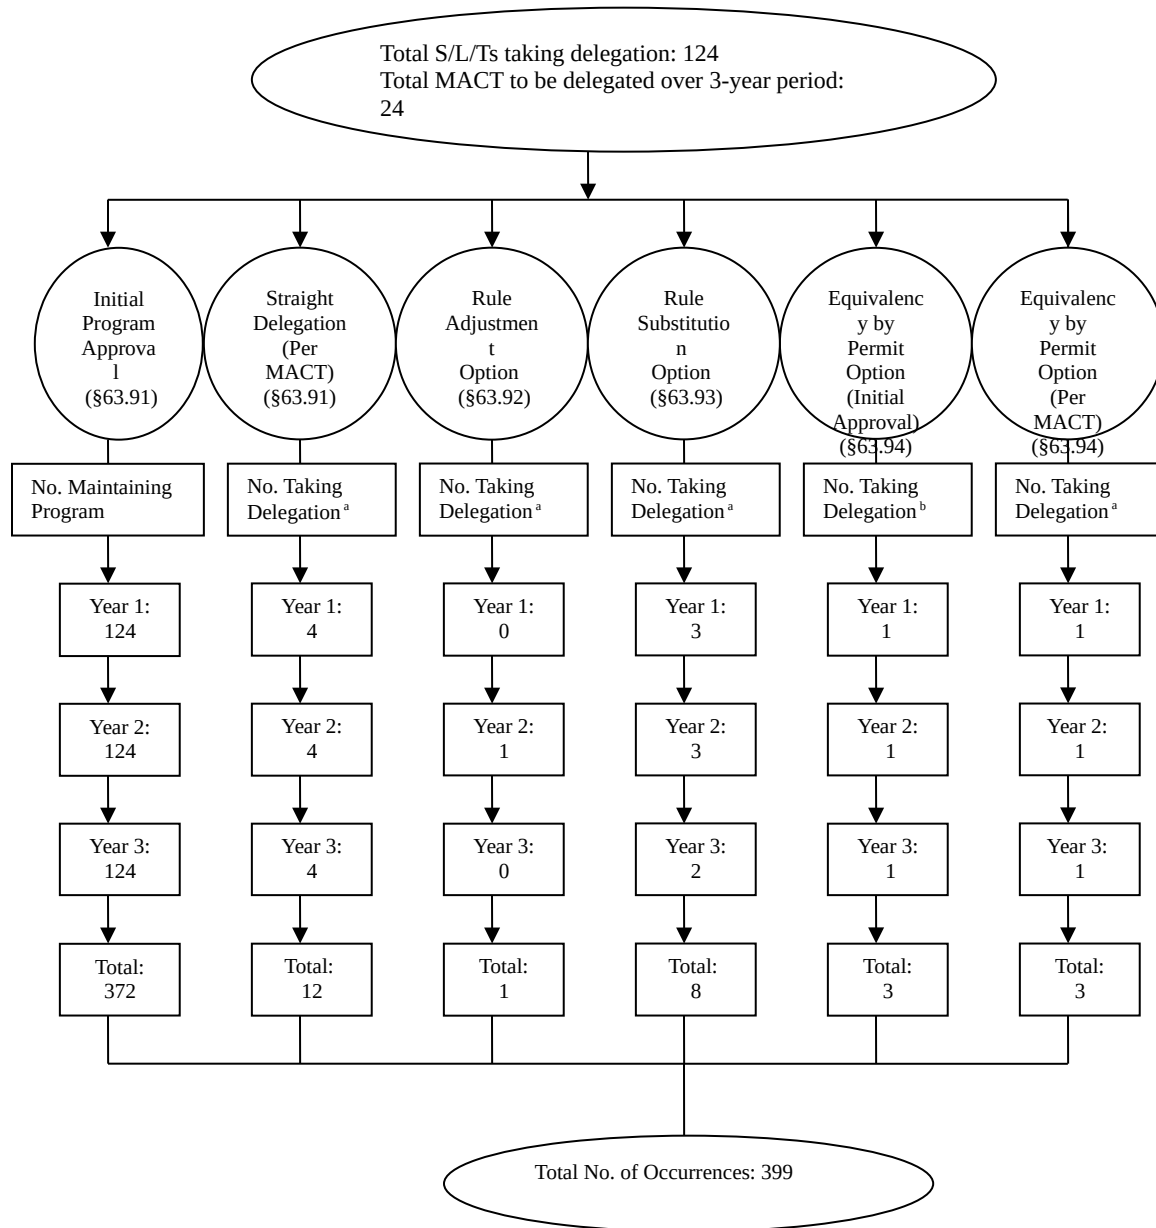 Total S/L/Ts taking delegation: 124
Total MACT to be delegated over 3-year period:
24
Initial
Program
Approva
l
(§63.91)
Straight
Delegation
(Per
MACT)
(§63.91)
Rule
Adjustmen
t
Option
(§63.92)
Rule
Substitutio
n
Option
(§63.93)
Equivalenc
y by
Permit
Option
(Initial
Approval)
(§63.94)
Equivalenc
y by
Permit
Option
(Per
MACT)
(§63.94)
No. Maintaining
Program
No. Taking
Delegation a
No. Taking
Delegation a
No. Taking
Delegation a
No. Taking
Delegation b
No. Taking
Delegation a
Year 1:
124
Year 1:
4
Year 1:
0
Year 1:
3
Year 1:
1
Year 1:
1
Year 2:
124
Year 2:
4
Year 2:
1
Year 2:
3
Year 2:
1
Year 2:
1
Year 3:
124
Year 3:
4
Year 3:
0
Year 3:
2
Year 3:
1
Year 3:
1
Total:
372
Total:
12
Total:
1
Total:
8
Total:
3
Total:
3
Total No. of Occurrences: 399